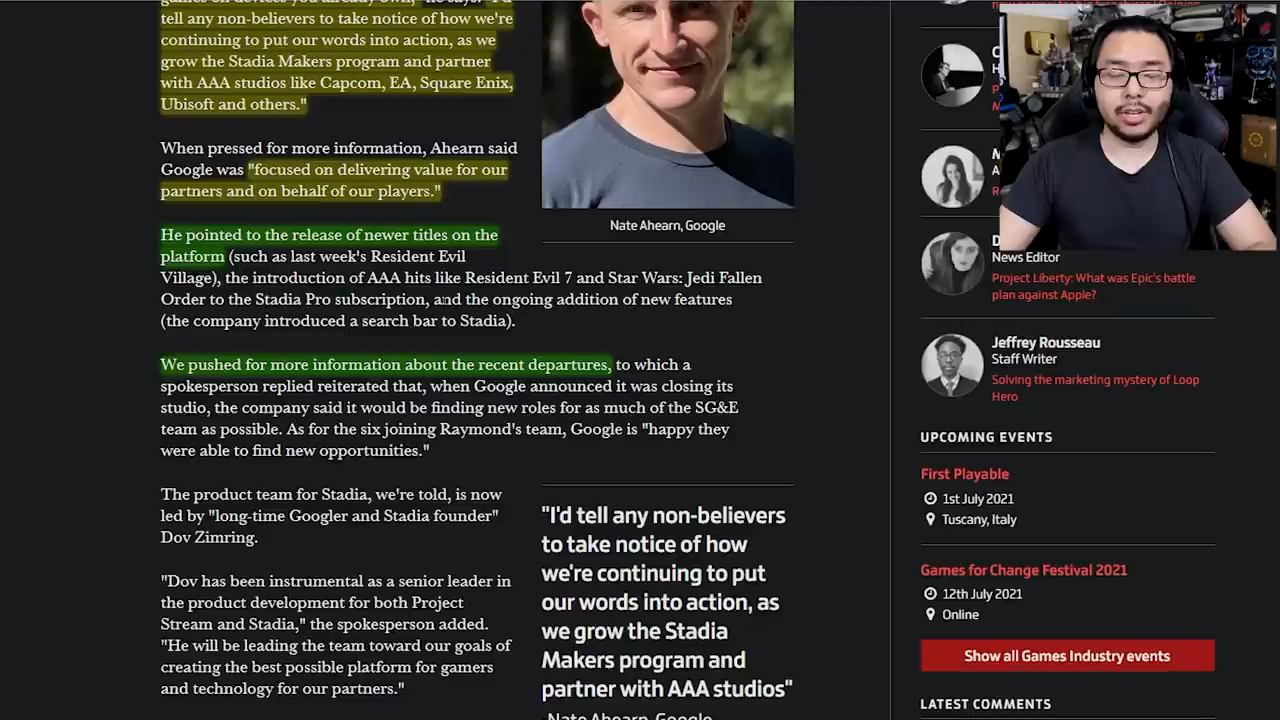 games on devices you already own," he says. "I'd
tell any non-believers to take notice of how we're
continuing to put our words into action, as we
grow the Stadia Makers program and partner
with AAA studios like Capcom, EA, Square Enix,
Ubisoft and others."
When pressed for more information, Ahearn said
Google was "focused on delivering value for our
partners and on behalf of our players."
He pointed to the release of newer titles on the
platform (such as last week's Resident Evil
Village), the introduction of AAA hits like Resident Evil 7 and Star Wars: Jedi Fallen
Order to the Stadia Pro subscription, and the ongoing addition of new features
(the company introduced a search bar to Stadia).
We pushed for more information about the recent departures, to which a
spokesperson replied reiterated that, when Google announced it was closing its
studio, the company said it would be finding new roles for as much of the SG&E
team as possible. As for the six joining Raymond's team, Google is "happy they
were able to find new opportunities."
The product team for Stadia, we're told, is now
led by "long-time Googler and Stadia founder"
Dov Zimring.
"Dov has been instrumental as a senior leader in
the product development for both Project
Stream and Stadia," the spokesperson added.
"He will be leading the team toward our goals of
creating the best possible platform for gamers
and technology for our partners."
Nate Ahearn, Google
"I'd tell any non-believers
to take notice of how
we're continuing to put
our words into action, as
we grow the Stadia
Makers program and
partner with AAA studios"
Nate Ahearn, Google
News Editor
Project Liberty: What was Epic's battle
plan against Apple?
Jeffrey Rousseau
Staff Writer
Solving the marketing mystery of Loop
Hero
UPCOMING EVENTS
First Playable
1st July 2021
Tuscany, Italy
Games for Change Festival 2021
12th July 2021
Online
Show all Games Industry events
LATEST COMMENTS